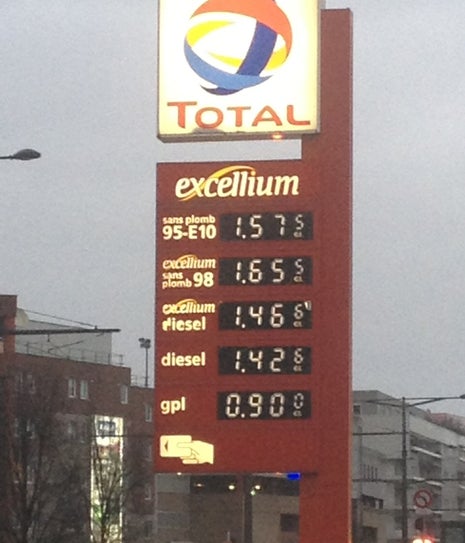 TOTAL
excellium
sans plomb
95-E10 1.575
excellium
sans
plomb 98 1.655
excellium
diesel 1.466
diesel 1.426
gpl 0.900